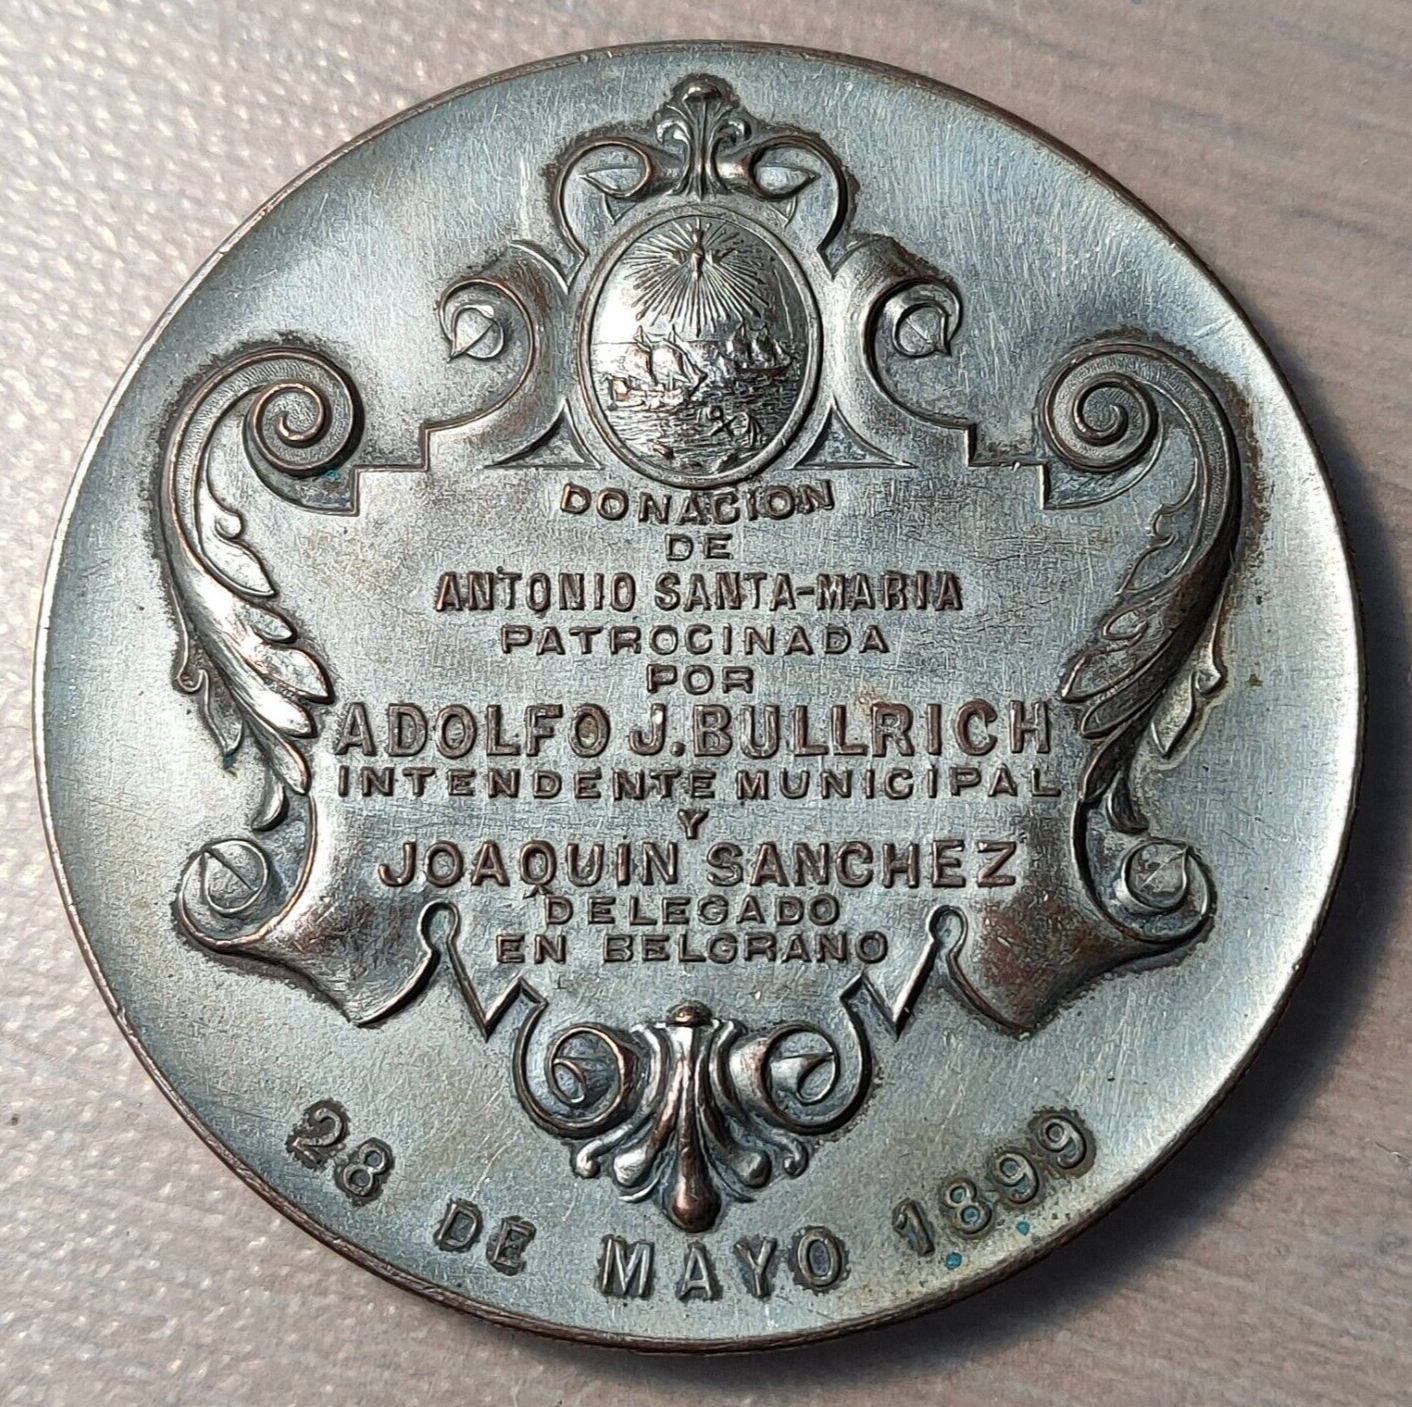 DONACION
DE
ANTONIO SANTA-MARIA
PATROCINADA
POR
ADOLFO J. BULLRICH
INTENDENTE MUNICIPAL
Y
JOAQUIN SANCHEZ
DELEGADO
EN BELGRANO
28 DE MAYO 1899